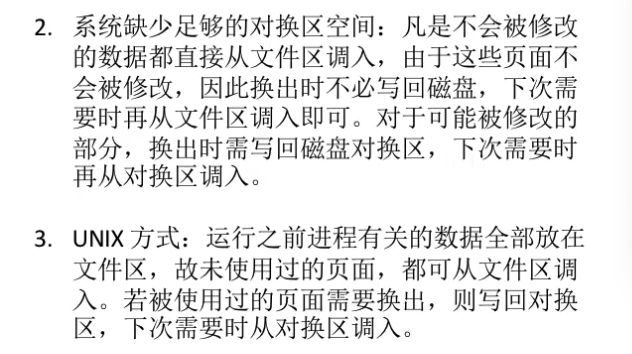 2. 系统缺少足够的对换区空间：凡是不会被修改
的数据都直接从文件区调入，由于这些页面不
会被修改，因此换出时不必写回磁盘，下次需
要时再从文件区调入即可。对于可能被修改的
部分，换出时需写回磁盘对换区，下次需要时
再从对换区调入。
3. UNIX 方式：运行之前进程有关的数据全部放在
文件区，故未使用过的页面，都可从文件区调
入。若被使用过的页面需要换出，则写回对换
区，下次需要时从对换区调入。